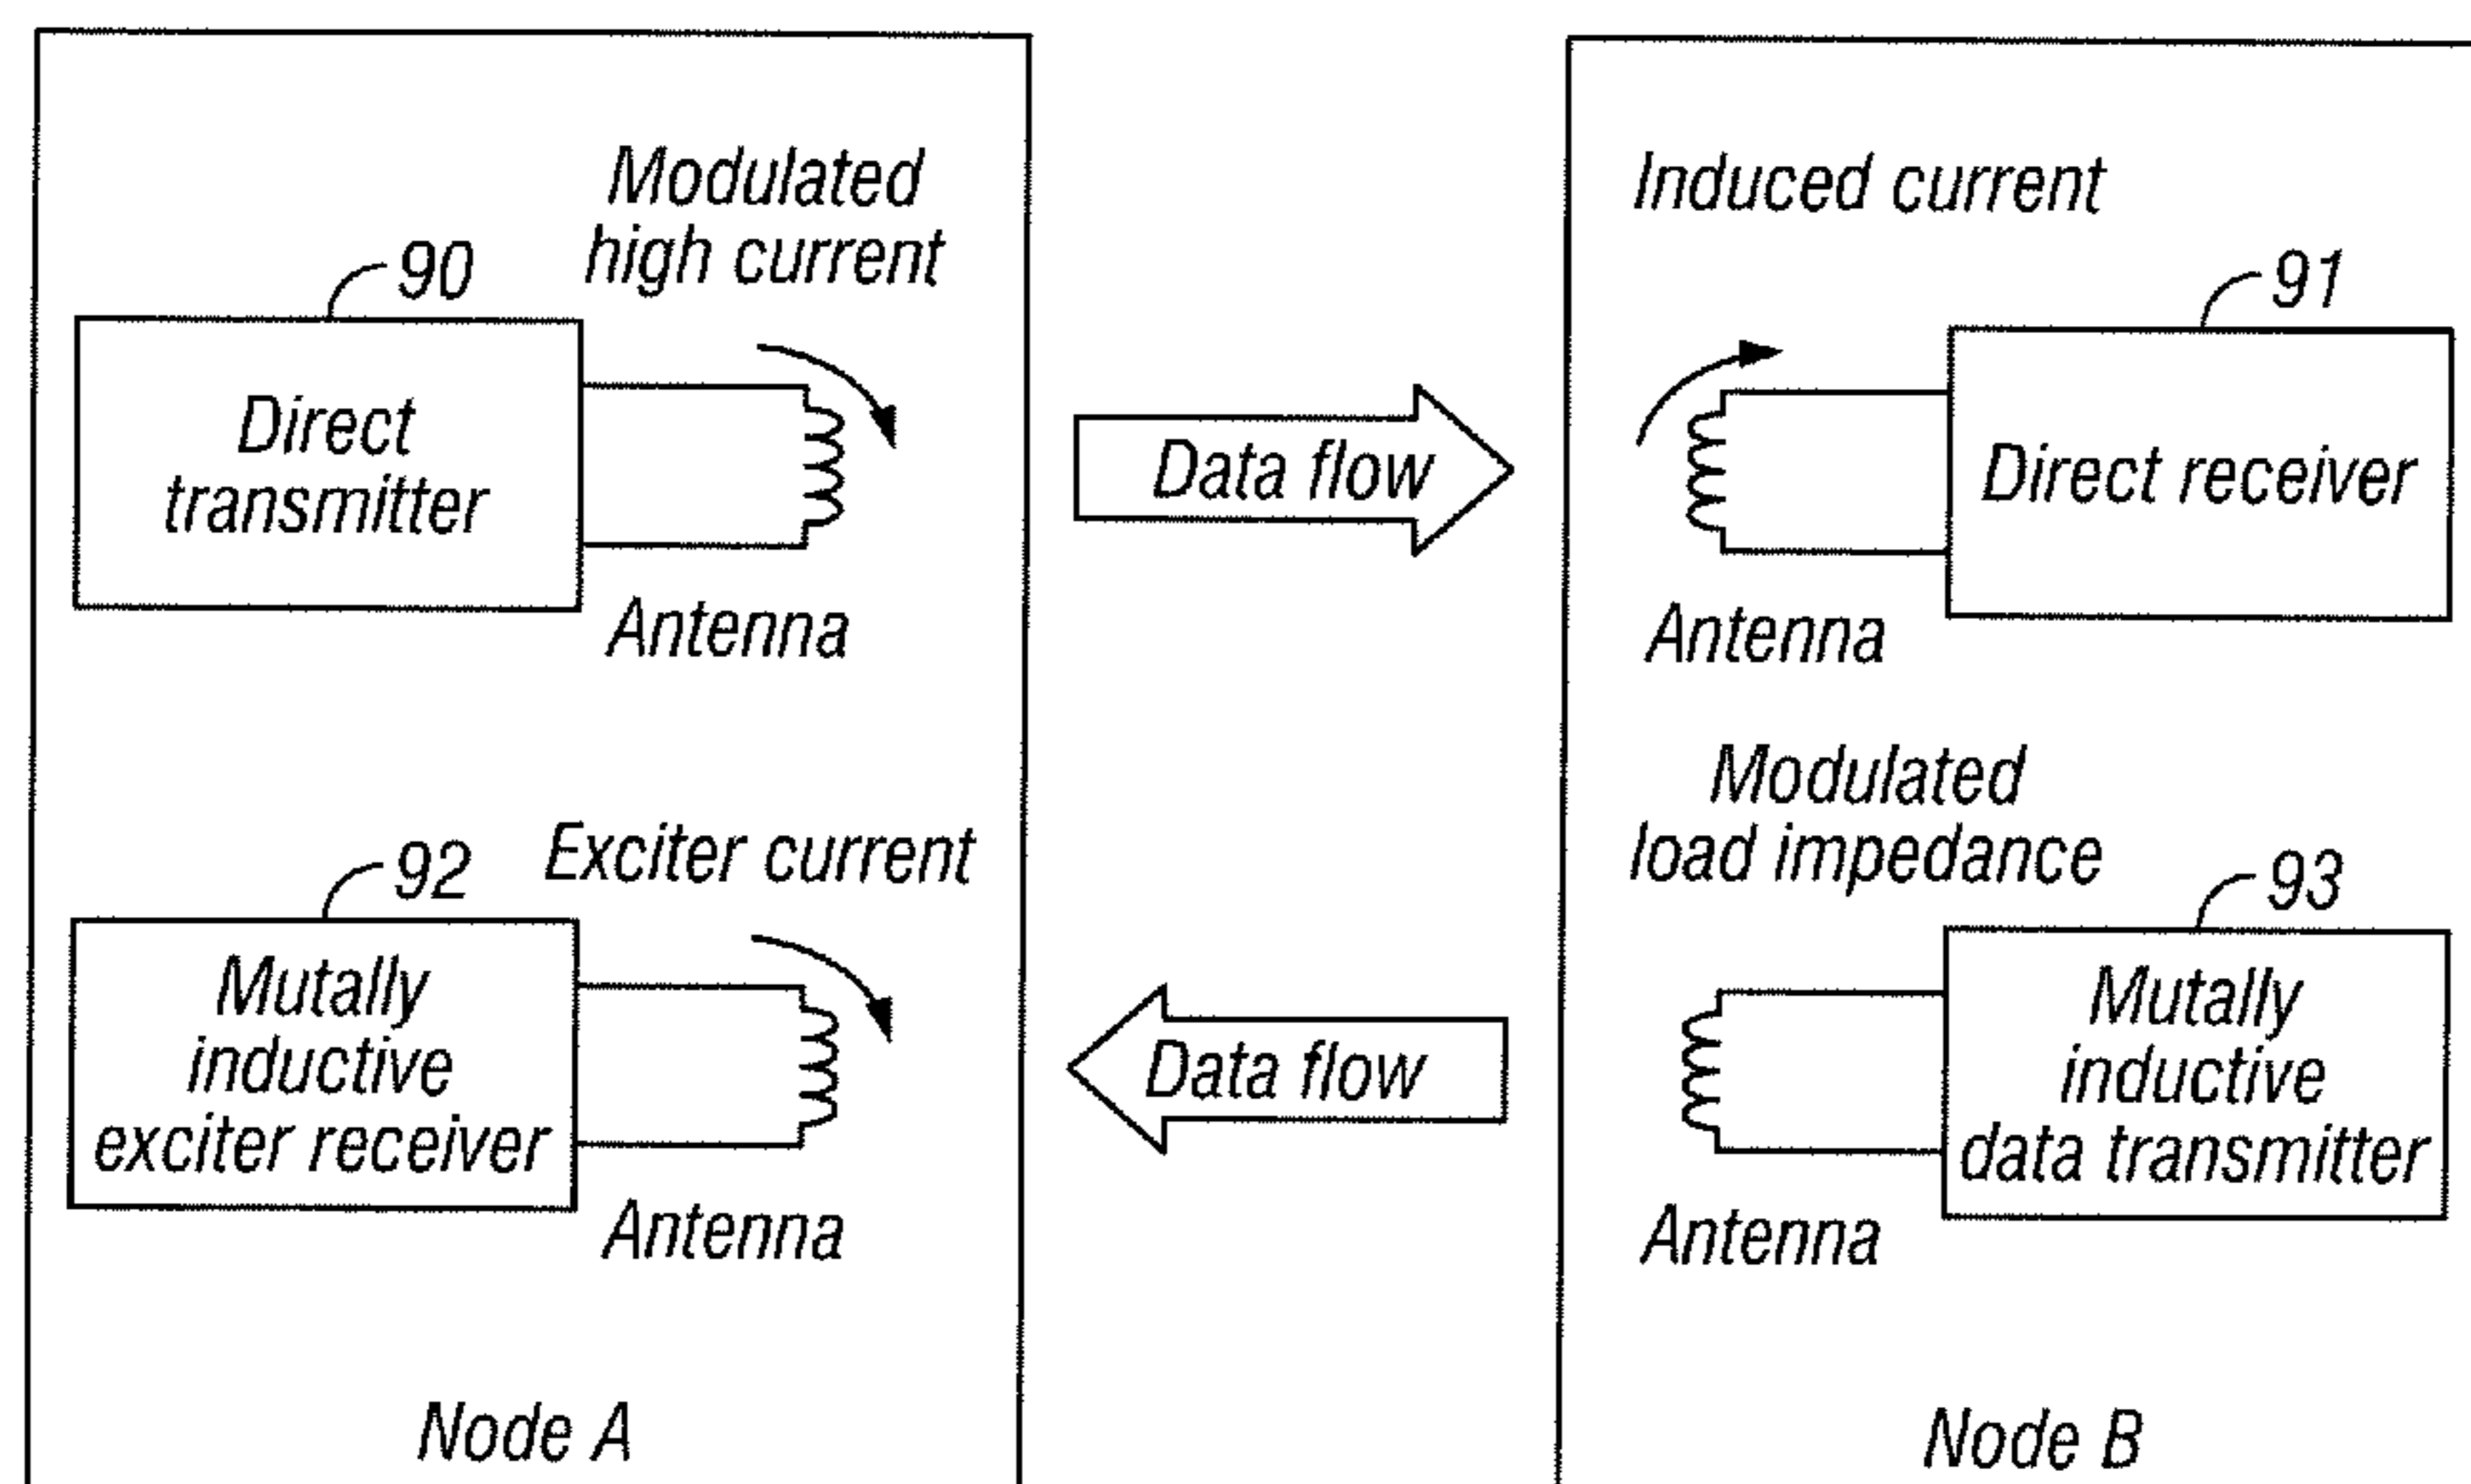 Modulated
high current
90
Direct
transmitter
Antenna
Data flow
Induced current
91
Direct receiver
Antenna
Exciter current
92
Mutally
inductive
exciter receiver
Antenna
Data flow
Modulated
load impedance
93
Mutally
inductive
data transmitter
Antenna
Node A
Node B